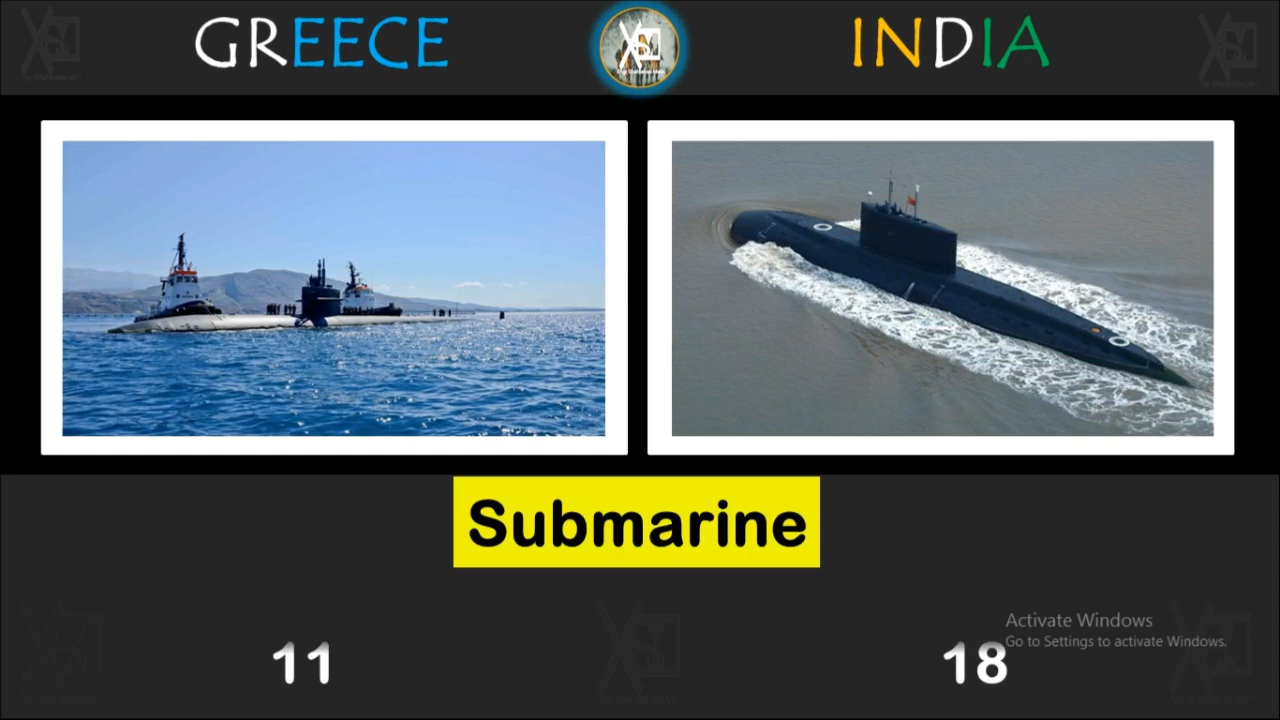 GREECE
INDIA
Submarine
11
18
Activate Windows
Go to Settings to activate Windows.